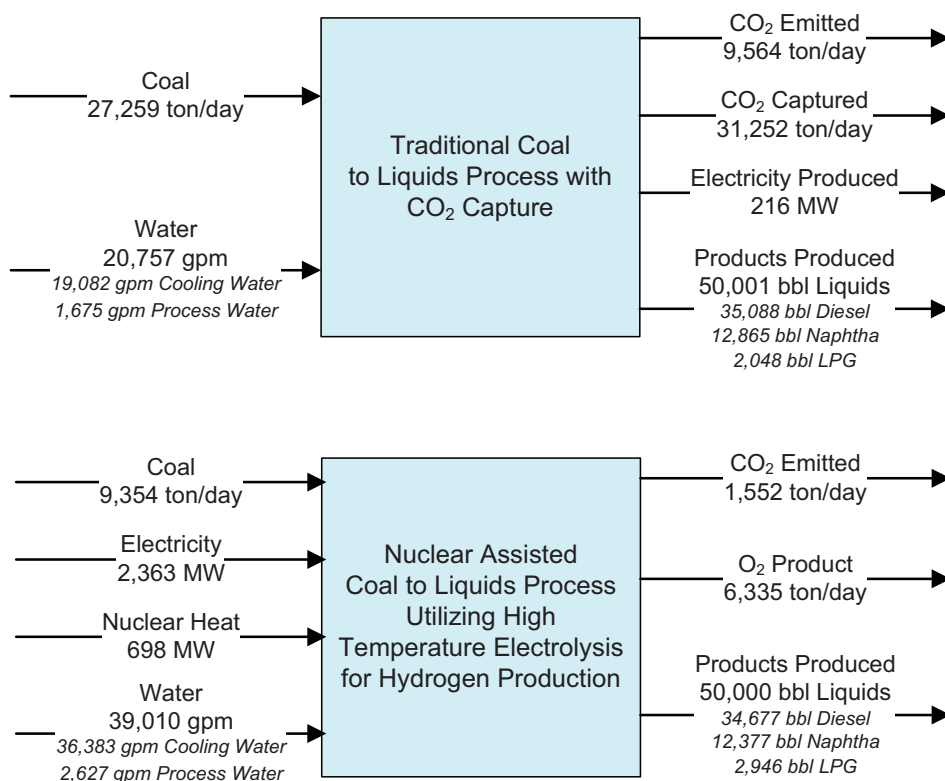 Coal
27,259 ton/day
Water
20,757 gpm
19,082 gpm Cooling Water
1,675 gpm Process Water
Traditional Coal
to Liquids Process with
CO₂ Capture
CO₂ Emitted
9,564 ton/day
CO₂ Captured
31,252 ton/day
Electricity Produced
216 MW
Products Produced
50,001 bbl Liquids
35,088 bbl Diesel
12,865 bbl Naphtha
2,048 bbl LPG
Coal
9,354 ton/day
Electricity
2,363 MW
Nuclear Heat
698 MW
Water
39,010 gpm
36,383 gpm Cooling Water
2,627 gpm Process Water
Nuclear Assisted
Coal to Liquids Process
Utilizing High
Temperature Electrolysis
for Hydrogen Production
CO₂ Emitted
1,552 ton/day
O₂ Product
6,335 ton/day
Products Produced
50,000 bbl Liquids
34,677 bbl Diesel
12,377 bbl Naphtha
2,946 bbl LPG